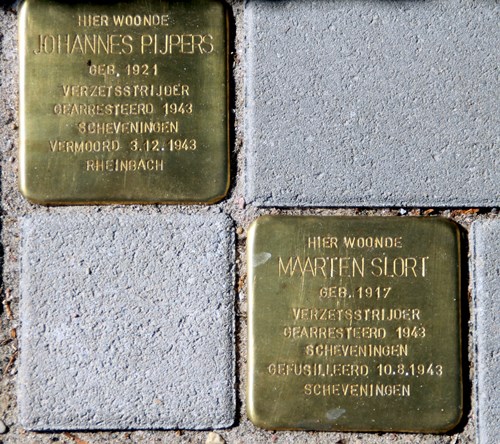 HIER WOONDE
JOHANNES PIJPERS
GEB. 1921
VERZETSSTRIJDER
GEARRESTEERD 1943
SCHEVENINGEN
VERMOORD 3.12.1943
RHEINBACH
HIER WOONDE
MAARTEN SLORT
GEB. 1917
VERZETSSTRIJDER
GEARRESTEERD 1943
SCHEVENINGEN
GEFUSILLEERD 10.8.1943
SCHEVENINGEN